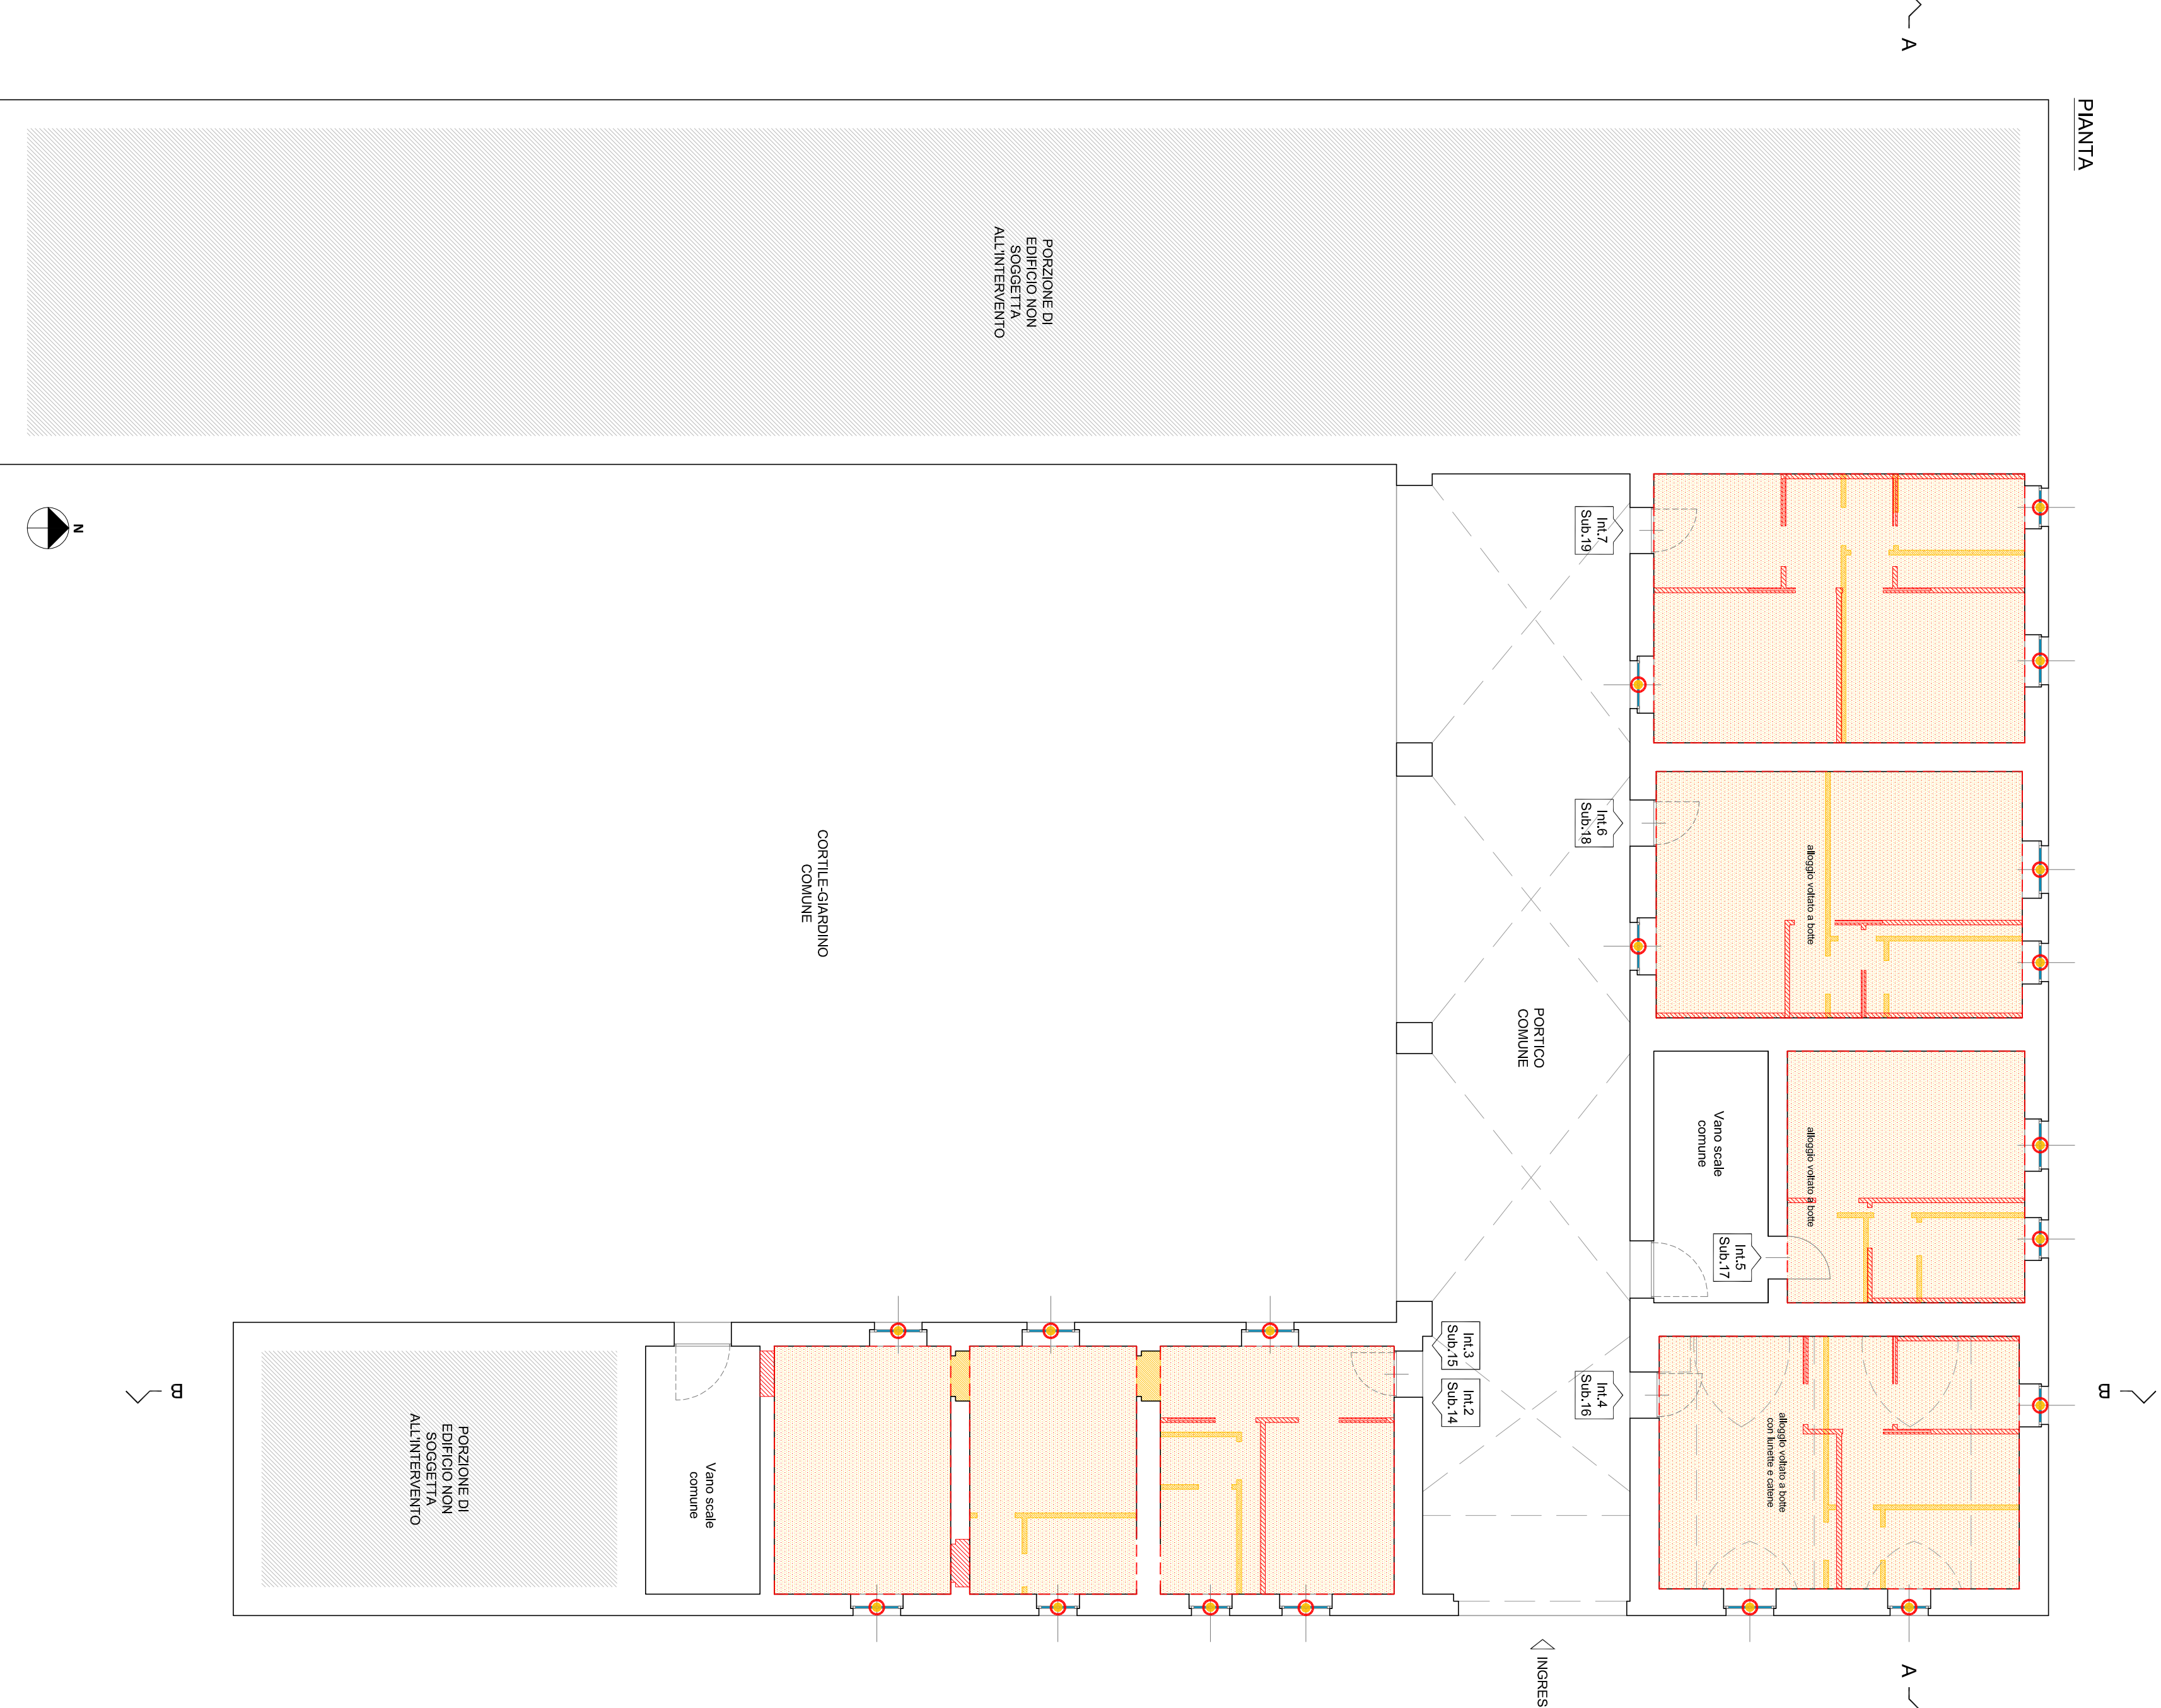 PIANTA
A
PORZIONE DI
EDIFICIO NON
SOGGETTA
ALL'INTERVENTO
N
Int.7
Sub.19
Int.6
Sub.18
alloggio voltato a botte
CORTILE-GIARDINO
COMUNE
PORTICO
COMUNE
Vano scale
comune
alloggio voltato a botte
Int.5
Sub.17
Int.3
Sub.15
Int.2
Sub.14
Int.4
Sub.16
alloggio voltato a botte
con lunette e catene
B
B
PORZIONE DI
EDIFICIO NON
SOGGETTA
ALL'INTERVENTO
Vano scale
comune
INGRES
A